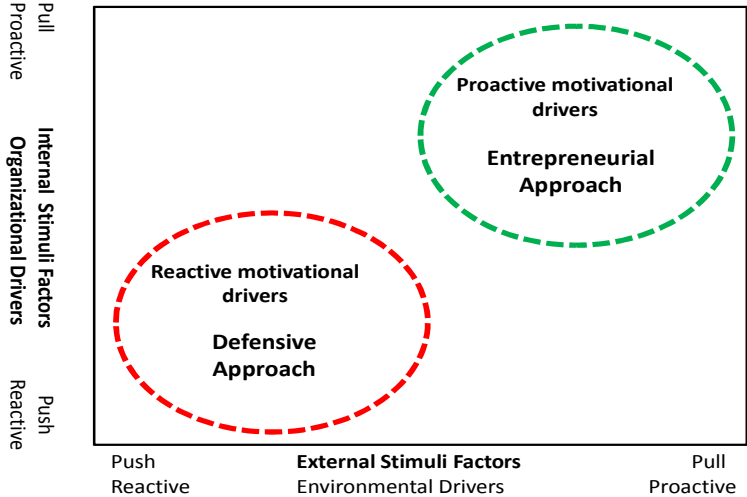 Pull
Proactive
Internal Stimuli Factors
Organizational Drivers
Push
Reactive
Proactive motivational
drivers
Entrepreneurial
Approach
Reactive motivational
drivers
Defensive
Approach
Push
Reactive
External Stimuli Factors
Environmental Drivers
Pull
Proactive